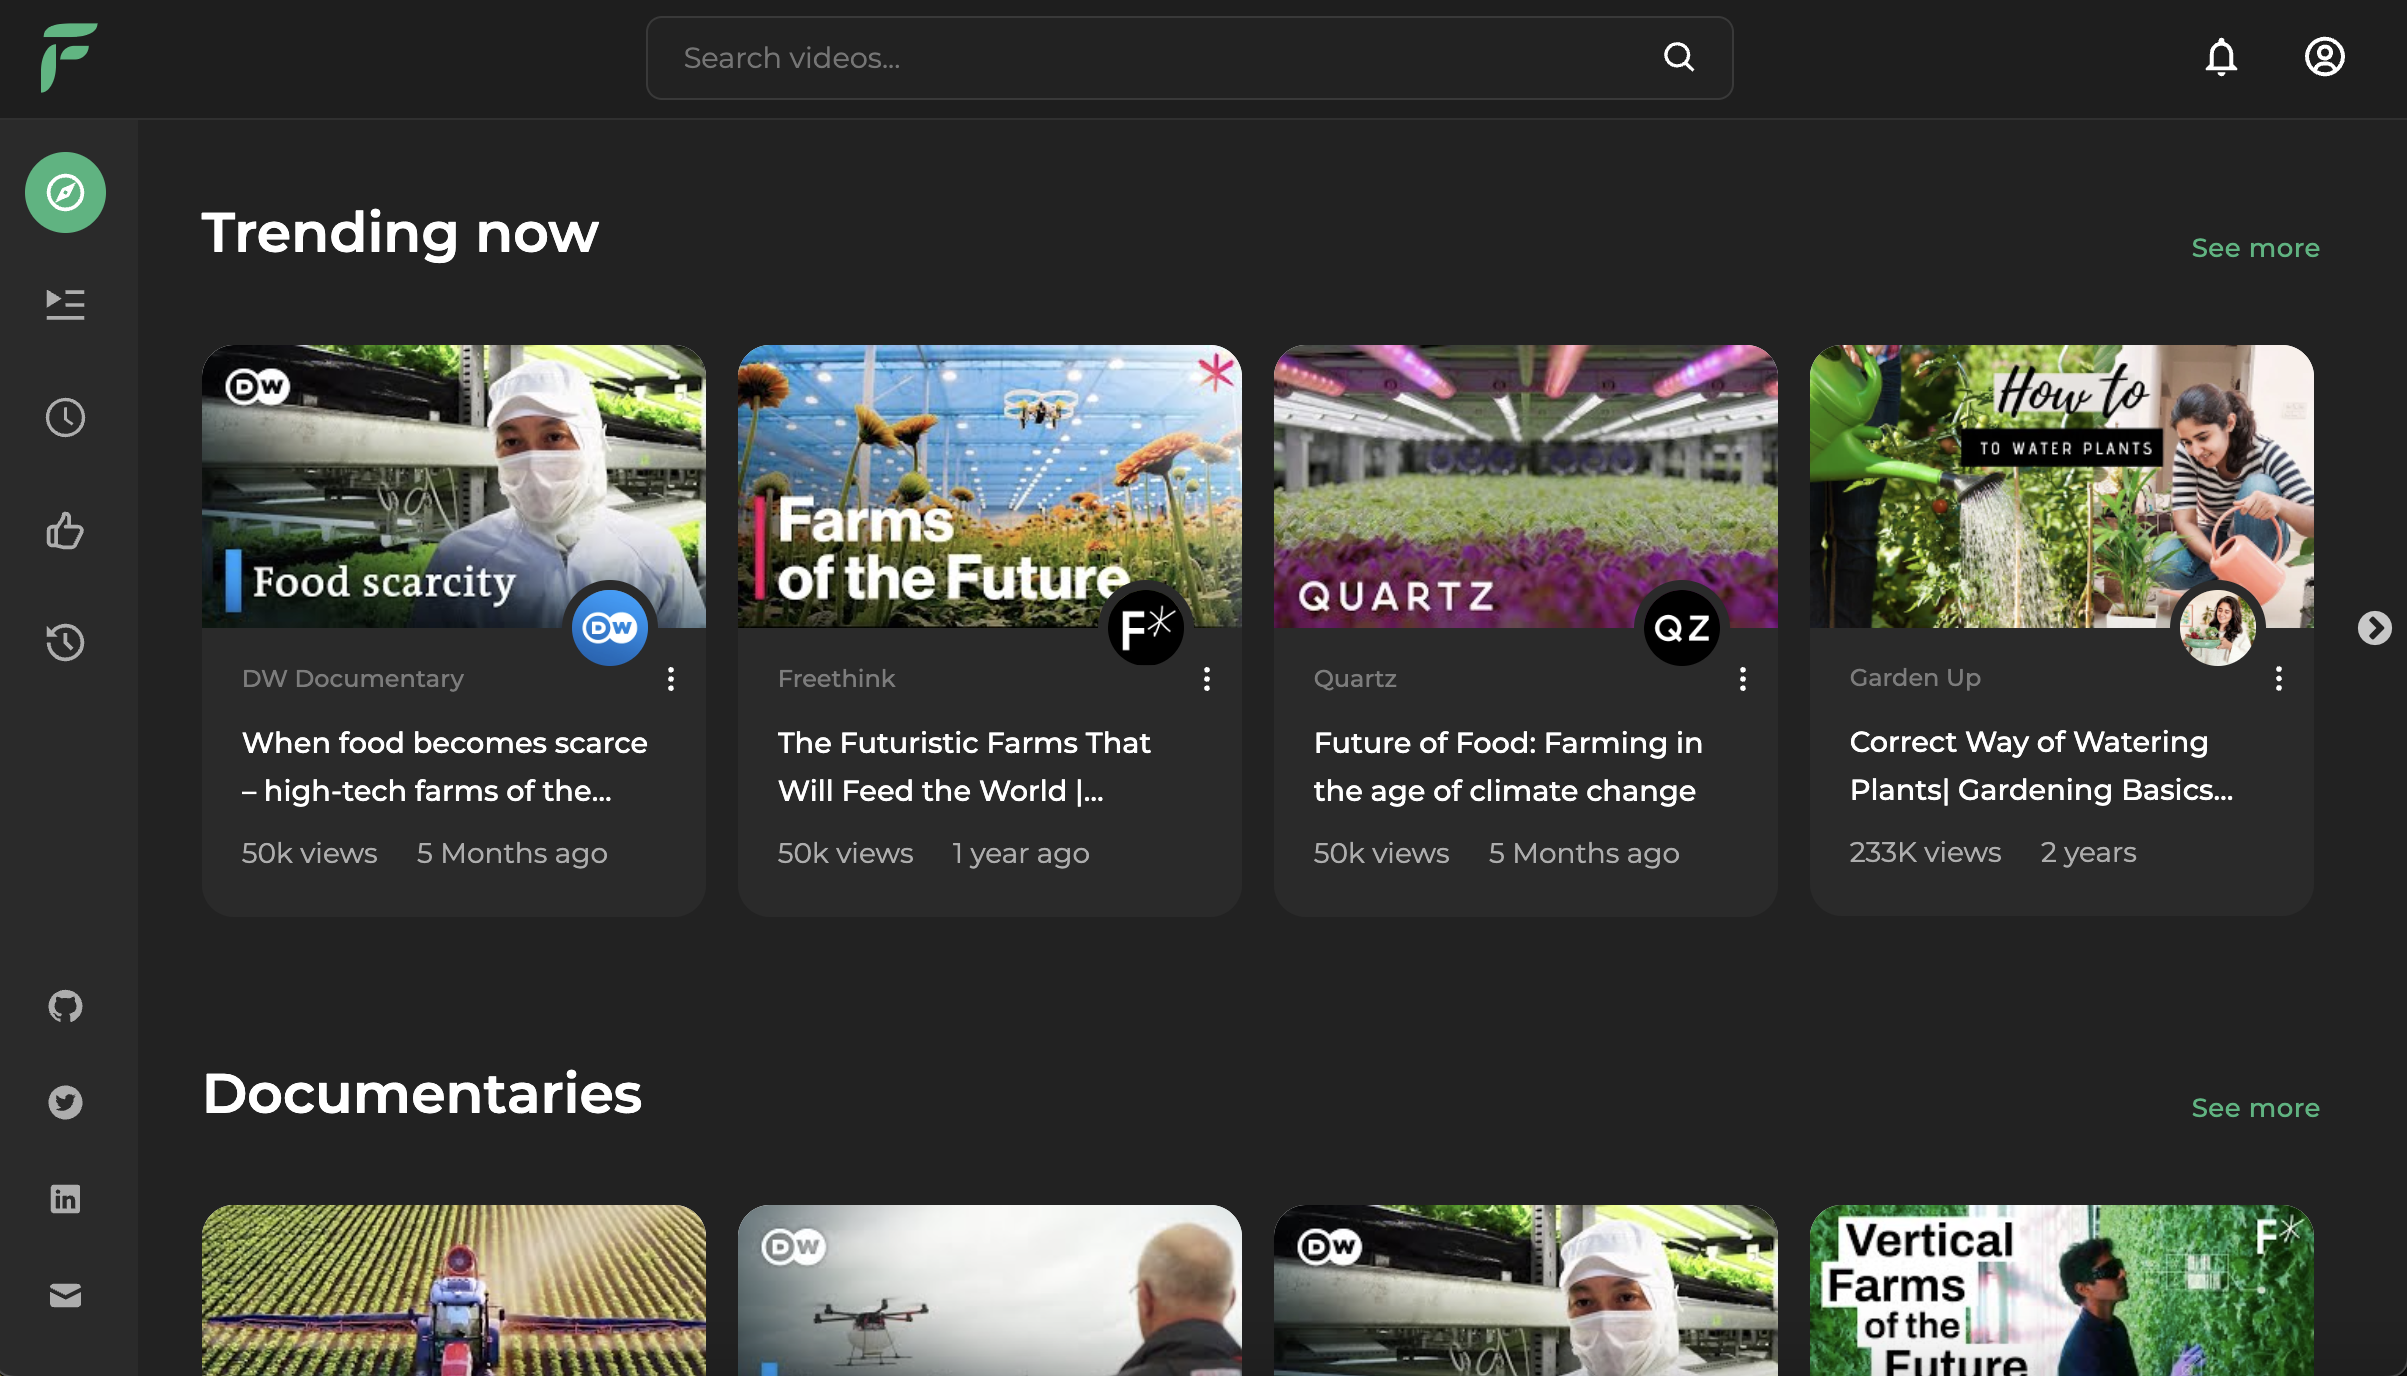 Search videos...
Trending now
See more
DW
Food scarcity
DW
DW Documentary
When food becomes scarce
– high-tech farms of the...
50k views 5 Months ago
Farms
of the Future
F*
Freethink
The Futuristic Farms That
Will Feed the World |...
50k views 1 year ago
QUARTZ
QZ
Quartz
Future of Food: Farming in
the age of climate change
50k views 5 Months ago
How to
TO WATER PLANTS
Garden Up
Correct Way of Watering
Plants| Gardening Basics...
233K views 2 years
Documentaries
See more
DW
DW
Vertical
Farms
of the
Future
F*
in